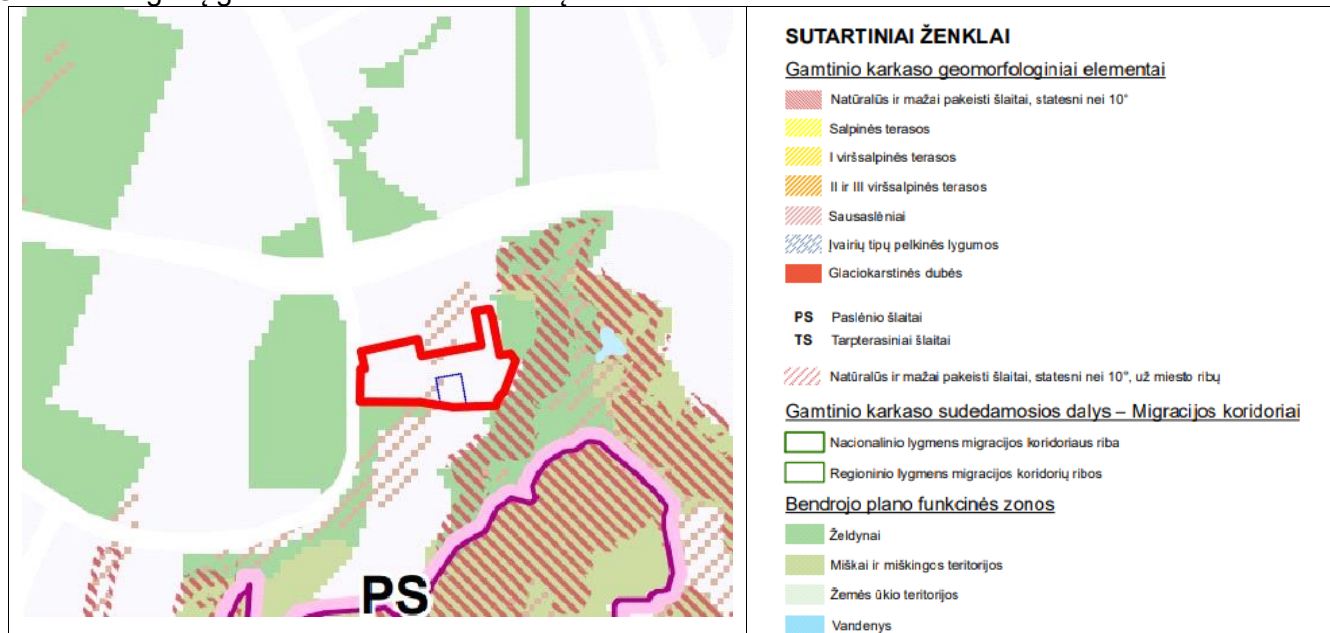 PS
SUTARTINIAI ŽENKLAI
Gamtinio karkaso geomorfologiniai elementai
Natūralūs ir mažai pakeisti šlaitai, statesni nei 10°
Salpinės terasos
I viršsalpinės terasos
II ir III viršsalpinės terasos
Sausaslėniai
Įvairių tipų pelkinės lygumos
Glaciokarstinės dubės
PS Paslėnio šlaitai
TS Tarpterasiniai šlaitai
Natūralūs ir mažai pakeisti šlaitai, statesni nei 10°, už miesto ribų
Gamtinio karkaso sudedamosios dalys – Migracijos koridoriai
Nacionalinio lygmens migracijos koridoriaus riba
Regioninio lygmens migracijos koridorių ribos
Bendrojo plano funkcinės zonos
Želdynai
Miškai ir miškingos teritorijos
Žemės ūkio teritorijos
Vandenys